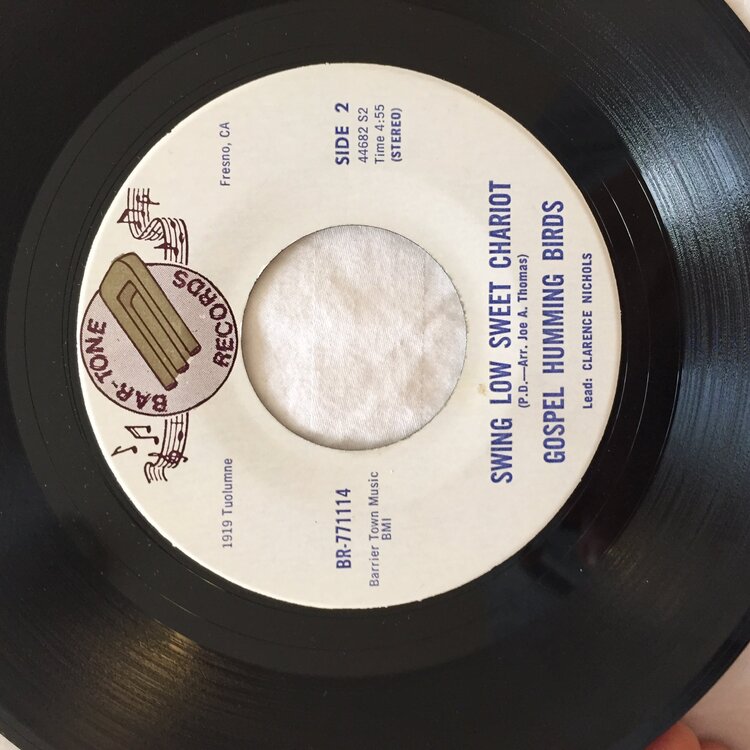 BAR-TONE
RECORDS
1919 Tuolumne
Fresno, CA
BR-771114
Barrier Town Music
BMI
SIDE 2
44682 S2
Time 4:55
(STEREO)
SWING LOW SWEET CHARIOT
(P.D.—Arr. Joe A. Thomas)
GOSPEL HUMMING BIRDS
Lead: CLARENCE NICHOLS